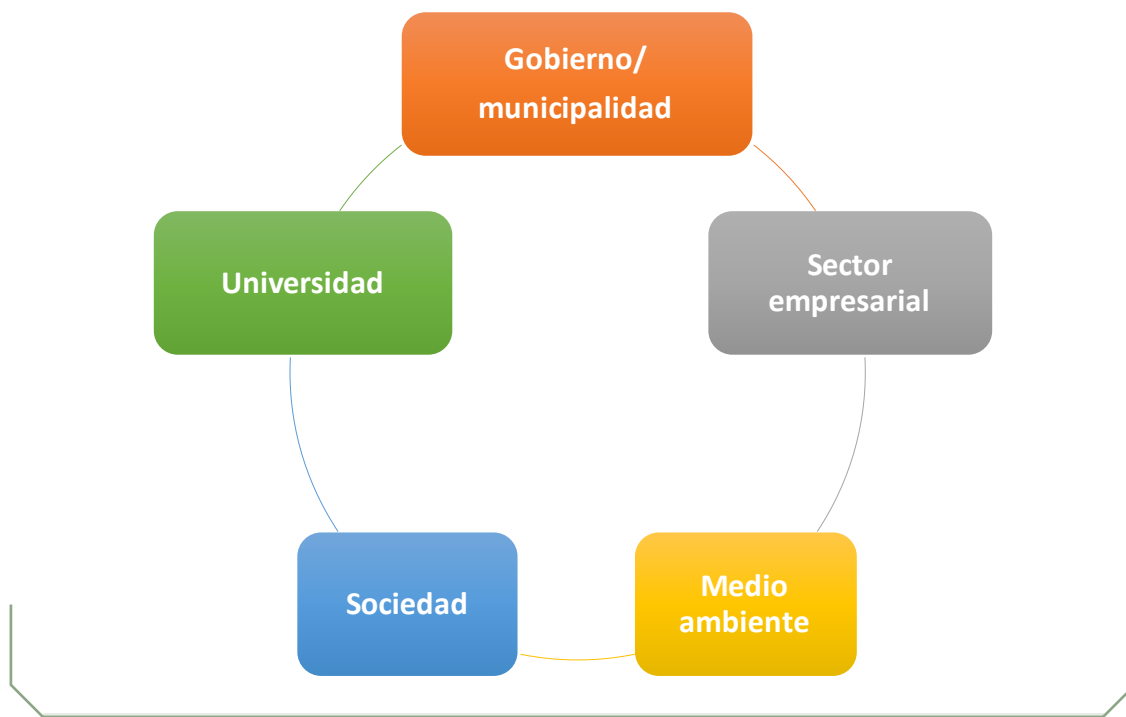 Gobierno/
municipalidad
Sector
empresarial
Medio
ambiente
Sociedad
Universidad